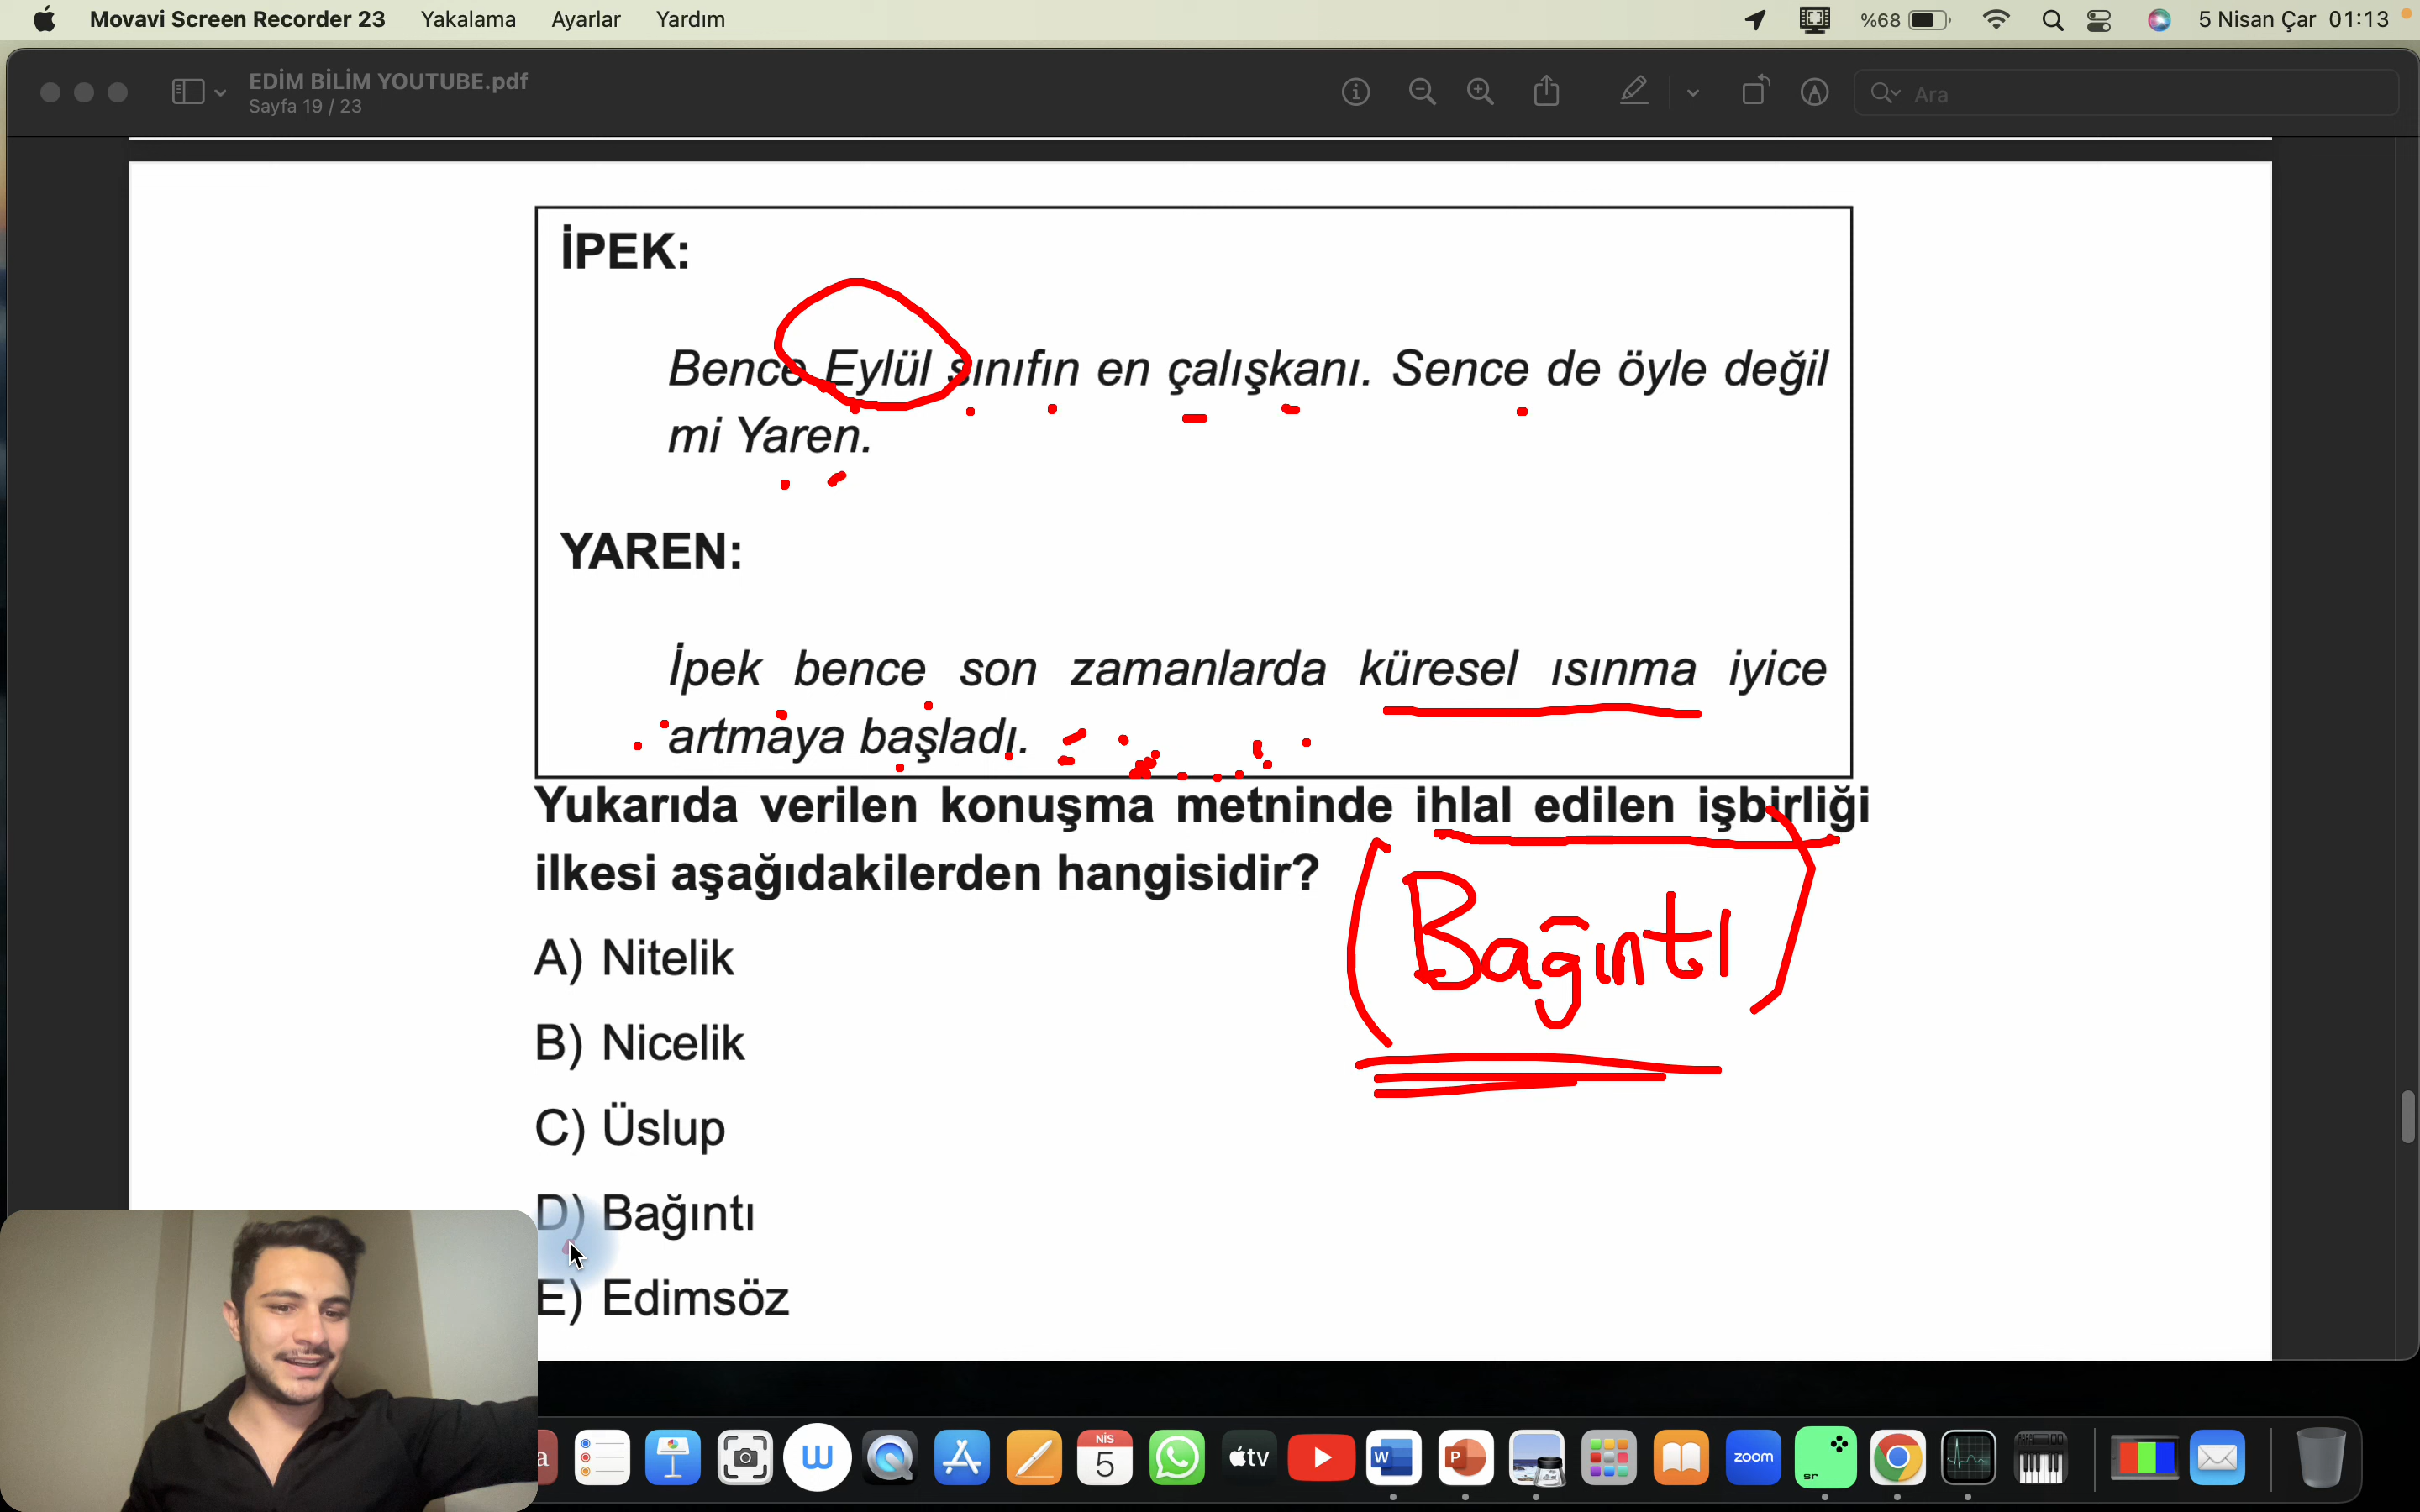 Movavi Screen Recorder 23 Yakalama Ayarlar Yardım %68 5 Nisan Çar 01:13
EDİM BİLİM YOUTUBE.pdf
Sayfa 19 / 23
Ara
İPEK:
Bence Eylül sınıfın en çalışkanı. Sence de öyle değil
mi Yaren.
YAREN:
İpek bence son zamanlarda küresel ısınma iyice
artmaya başladı.
Yukarıda verilen konuşma metninde ihlal edilen işbirliği
ilkesi aşağıdakilerden hangisidir?
Bağıntı
A) Nitelik
B) Nicelik
C) Üslup
D) Bağıntı
E) Edimsöz
a
w
NİS
5
tv
W
P
zoom
sr